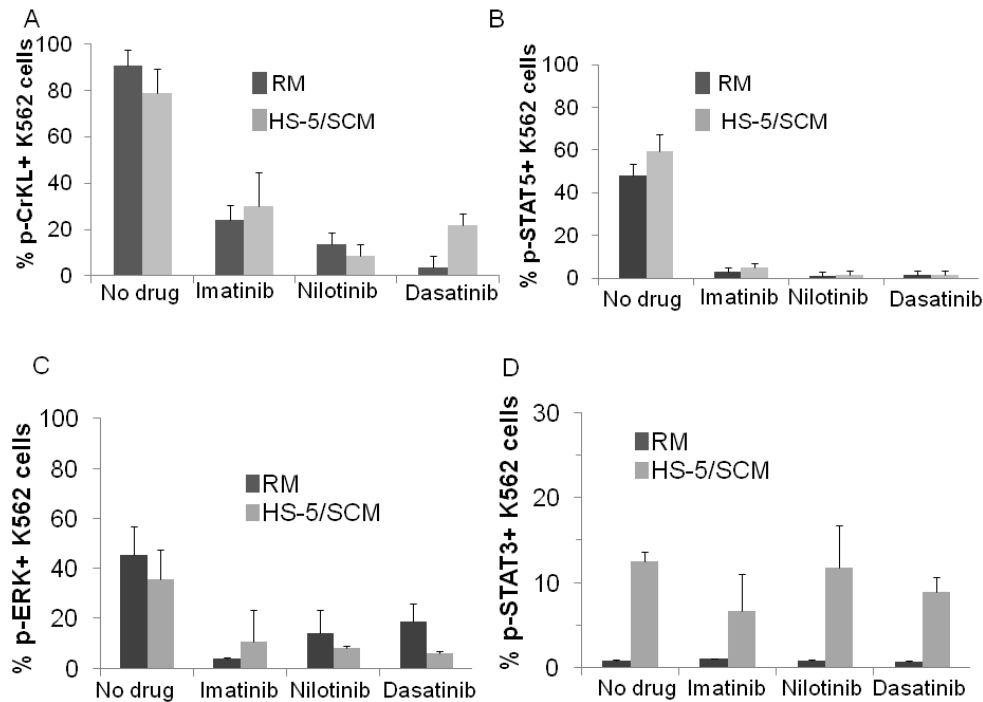 A
% p-CrKL+ K562 cells
100
80
60
40
20
0
RM
HS-5/SCM
No drug Imatinib Nilotinib Dasatinib
B
% p-STAT5+ K562 cells
100
80
60
40
20
0
RM
HS-5/SCM
No drug Imatinib Nilotinib Dasatinib
C
% p-ERK+ K562 cells
100
80
60
40
20
0
RM
HS-5/SCM
No drug Imatinib Nilotinib Dasatinib
D
% p-STAT3+ K562 cells
30
20
10
0
RM
HS-5/SCM
No drug Imatinib Nilotinib Dasatinib